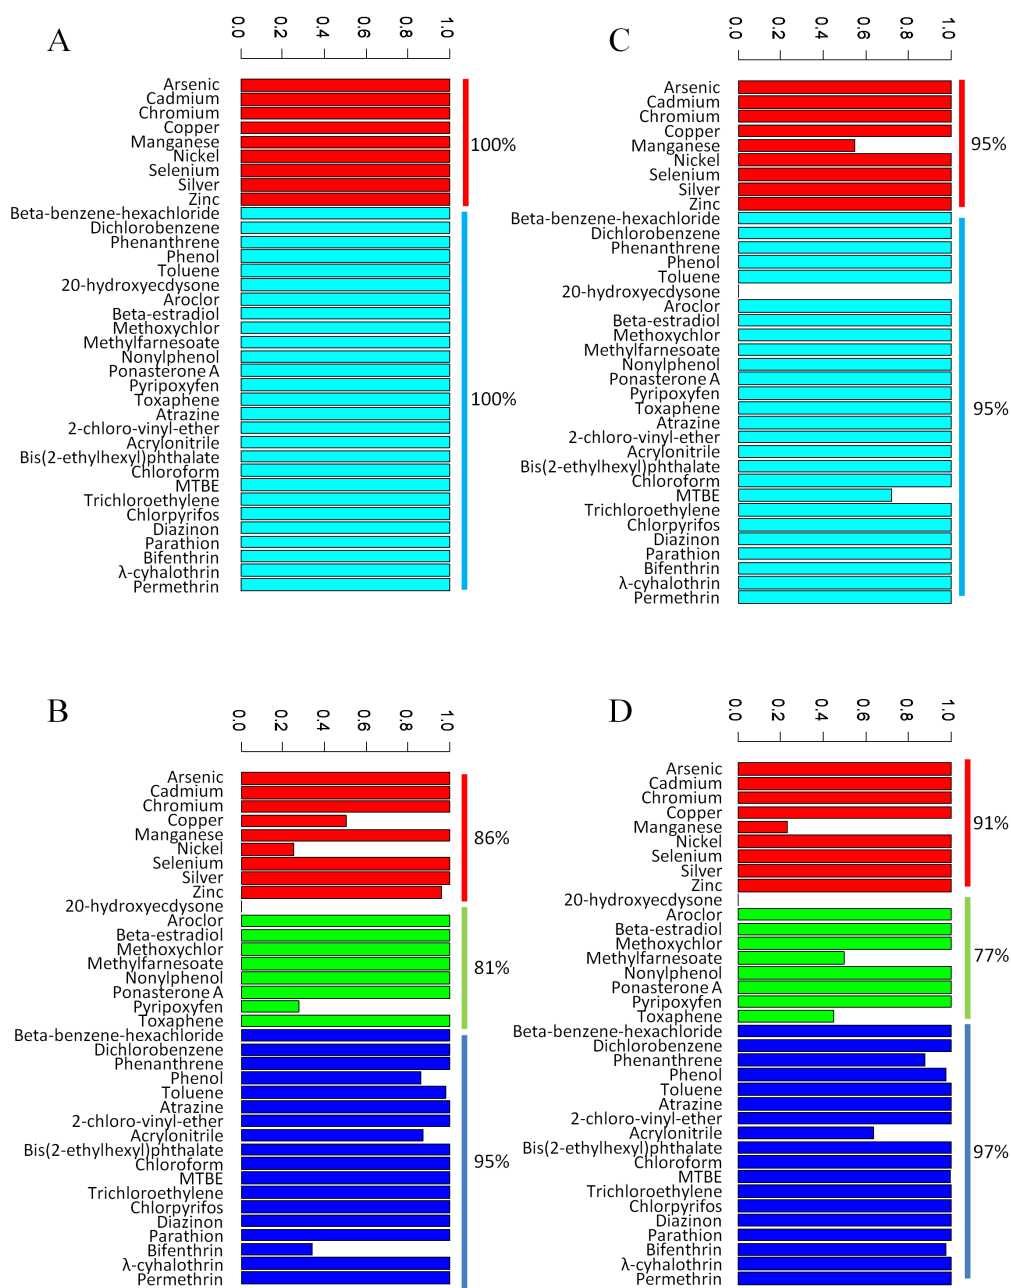 A
0.0 0.2 0.4 0.6 0.8 1.0
Arsenic
Cadmium
Chromium
Copper
Manganese
Nickel
Selenium
Silver
Zinc
100%
Beta-benzene-hexachloride
Dichlorobenzene
Phenanthrene
Phenol
Toluene
20-hydroxyecdysone
Aroclor
Beta-estradiol
Methoxychlor
Methylfarnesoate
Nonylphenol
Ponasterone A
Pyripoxyfen
Toxaphene
Atrazine
2-chloro-vinyl-ether
Acrylonitrile
Bis(2-ethylhexyl)phthalate
Chloroform
MTBE
Trichloroethylene
Chlorpyrifos
Diazinon
Parathion
Bifenthrin
λ-cyhalothrin
Permethrin
100%
C
0.0 0.2 0.4 0.6 0.8 1.0
Arsenic
Cadmium
Chromium
Copper
Manganese
Nickel
Selenium
Silver
Zinc
95%
Beta-benzene-hexachloride
Dichlorobenzene
Phenanthrene
Phenol
Toluene
20-hydroxyecdysone
Aroclor
Beta-estradiol
Methoxychlor
Methylfarnesoate
Nonylphenol
Ponasterone A
Pyripoxyfen
Toxaphene
Atrazine
2-chloro-vinyl-ether
Acrylonitrile
Bis(2-ethylhexyl)phthalate
Chloroform
MTBE
Trichloroethylene
Chlorpyrifos
Diazinon
Parathion
Bifenthrin
λ-cyhalothrin
Permethrin
95%
B
0.0 0.2 0.4 0.6 0.8 1.0
Arsenic
Cadmium
Chromium
Copper
Manganese
Nickel
Selenium
Silver
Zinc
86%
20-hydroxyecdysone
Aroclor
Beta-estradiol
Methoxychlor
Methylfarnesoate
Nonylphenol
Ponasterone A
Pyripoxyfen
Toxaphene
81%
Beta-benzene-hexachloride
Dichlorobenzene
Phenanthrene
Phenol
Toluene
Atrazine
2-chloro-vinyl-ether
Acrylonitrile
Bis(2-ethylhexyl)phthalate
Chloroform
MTBE
Trichloroethylene
Chlorpyrifos
Diazinon
Parathion
Bifenthrin
λ-cyhalothrin
Permethrin
95%
D
0.0 0.2 0.4 0.6 0.8 1.0
Arsenic
Cadmium
Chromium
Copper
Manganese
Nickel
Selenium
Silver
Zinc
91%
20-hydroxyecdysone
Aroclor
Beta-estradiol
Methoxychlor
Methylfarnesoate
Nonylphenol
Ponasterone A
Pyripoxyfen
Toxaphene
77%
Beta-benzene-hexachloride
Dichlorobenzene
Phenanthrene
Phenol
Toluene
Atrazine
2-chloro-vinyl-ether
Acrylonitrile
Bis(2-ethylhexyl)phthalate
Chloroform
MTBE
Trichloroethylene
Chlorpyrifos
Diazinon
Parathion
Bifenthrin
λ-cyhalothrin
Permethrin
97%